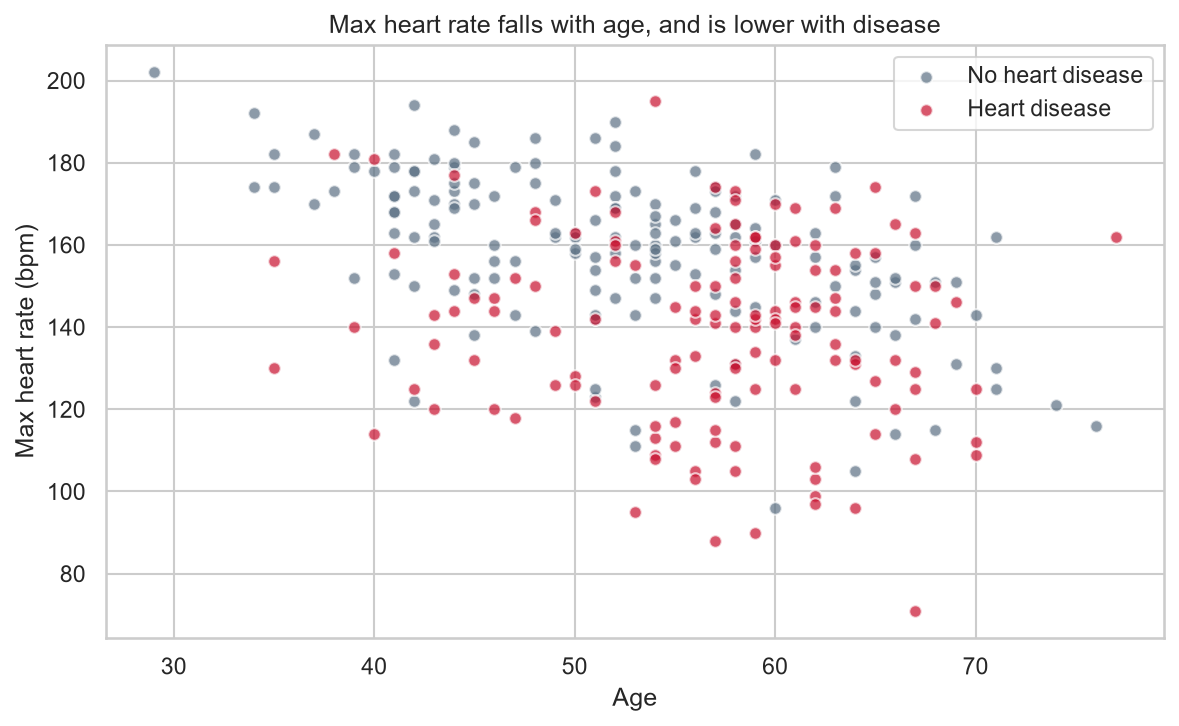 Max heart rate falls with age, and is lower with disease
No heart disease
Heart disease
Max heart rate (bpm)
200
180
160
140
120
100
80
30 40 50 60 70
Age